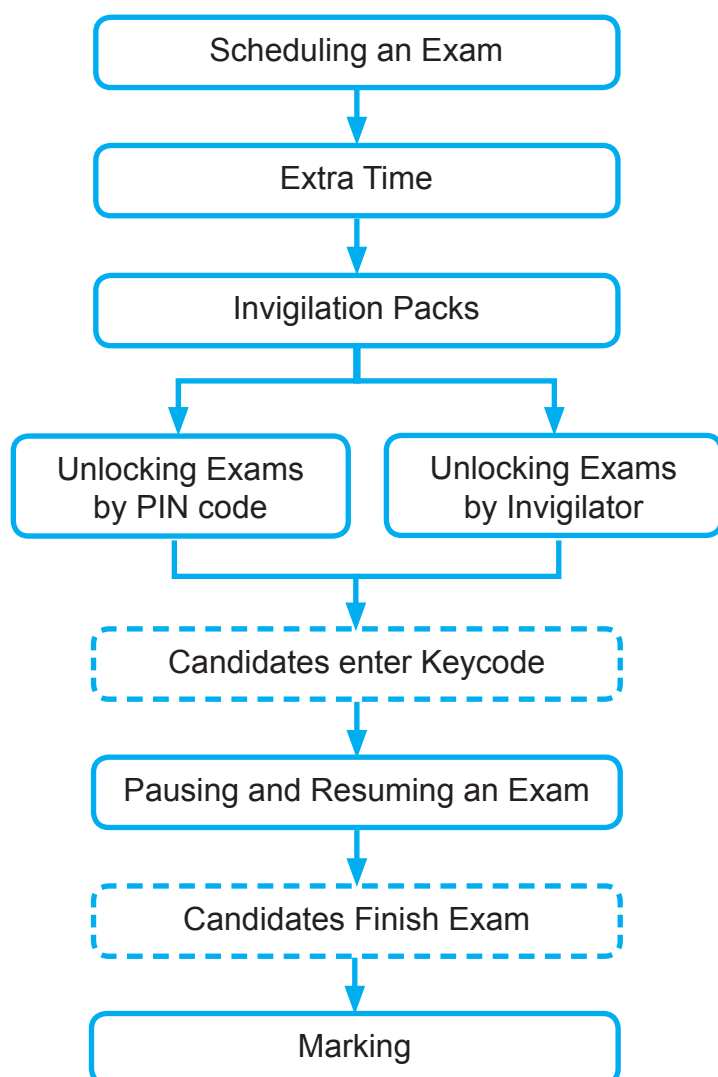 Scheduling an Exam
Extra Time
Invigilation Packs
Unlocking Exams
by PIN code
Unlocking Exams
by Invigilator
Candidates enter Keycode
Pausing and Resuming an Exam
Candidates Finish Exam
Marking